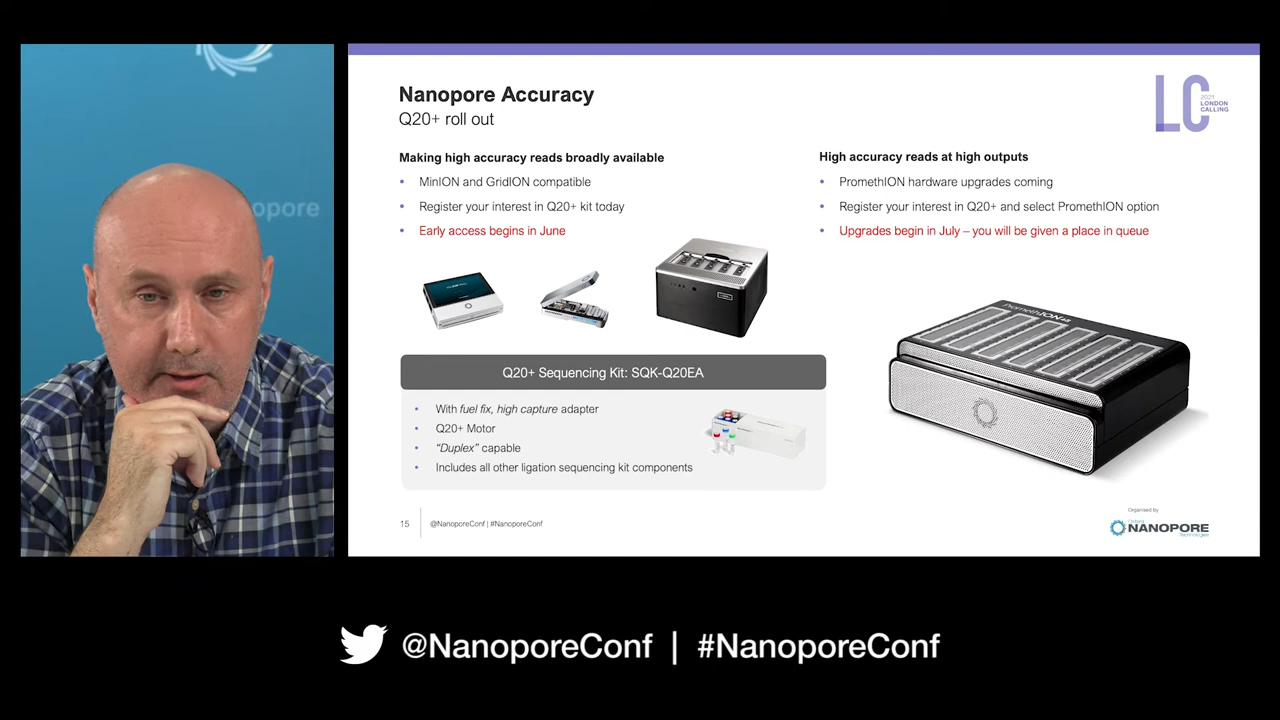 nopore
Nanopore Accuracy
Q20+ roll out
2021
LONDON
CALLING
LC
Making high accuracy reads broadly available
• MinION and GridION compatible
• Register your interest in Q20+ kit today
• Early access begins in June
High accuracy reads at high outputs
• PromethION hardware upgrades coming
• Register your interest in Q20+ and select PromethION option
• Upgrades begin in July – you will be given a place in queue
Q20+ Sequencing Kit: SQK-Q20EA
• With fuel fix, high capture adapter
• Q20+ Motor
• “Duplex” capable
• Includes all other ligation sequencing kit components
15
@NanoporeConf | #NanoporeConf
Organised by
Oxford
NANOPORE
Technologies
@NanoporeConf | #NanoporeConf